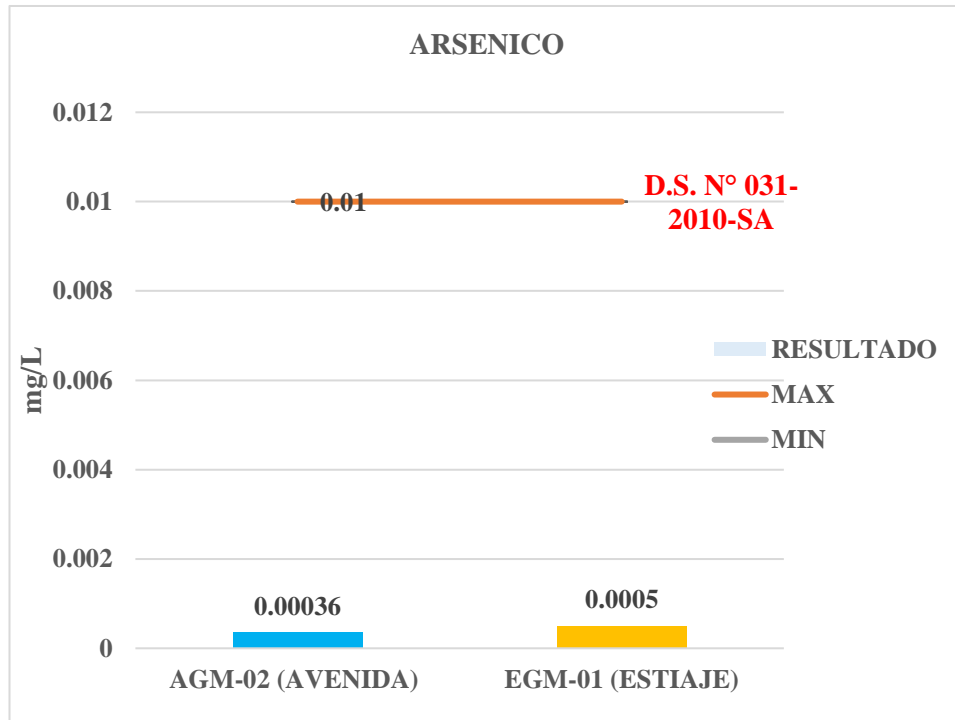 ARSENICO
0.012
0.01
0.008
0.006
0.004
0.002
0
mg/L
0.01
D.S. N° 031-
2010-SA
RESULTADO
MAX
MIN
0.00036
0.0005
AGM-02 (AVENIDA)
EGM-01 (ESTIAJE)